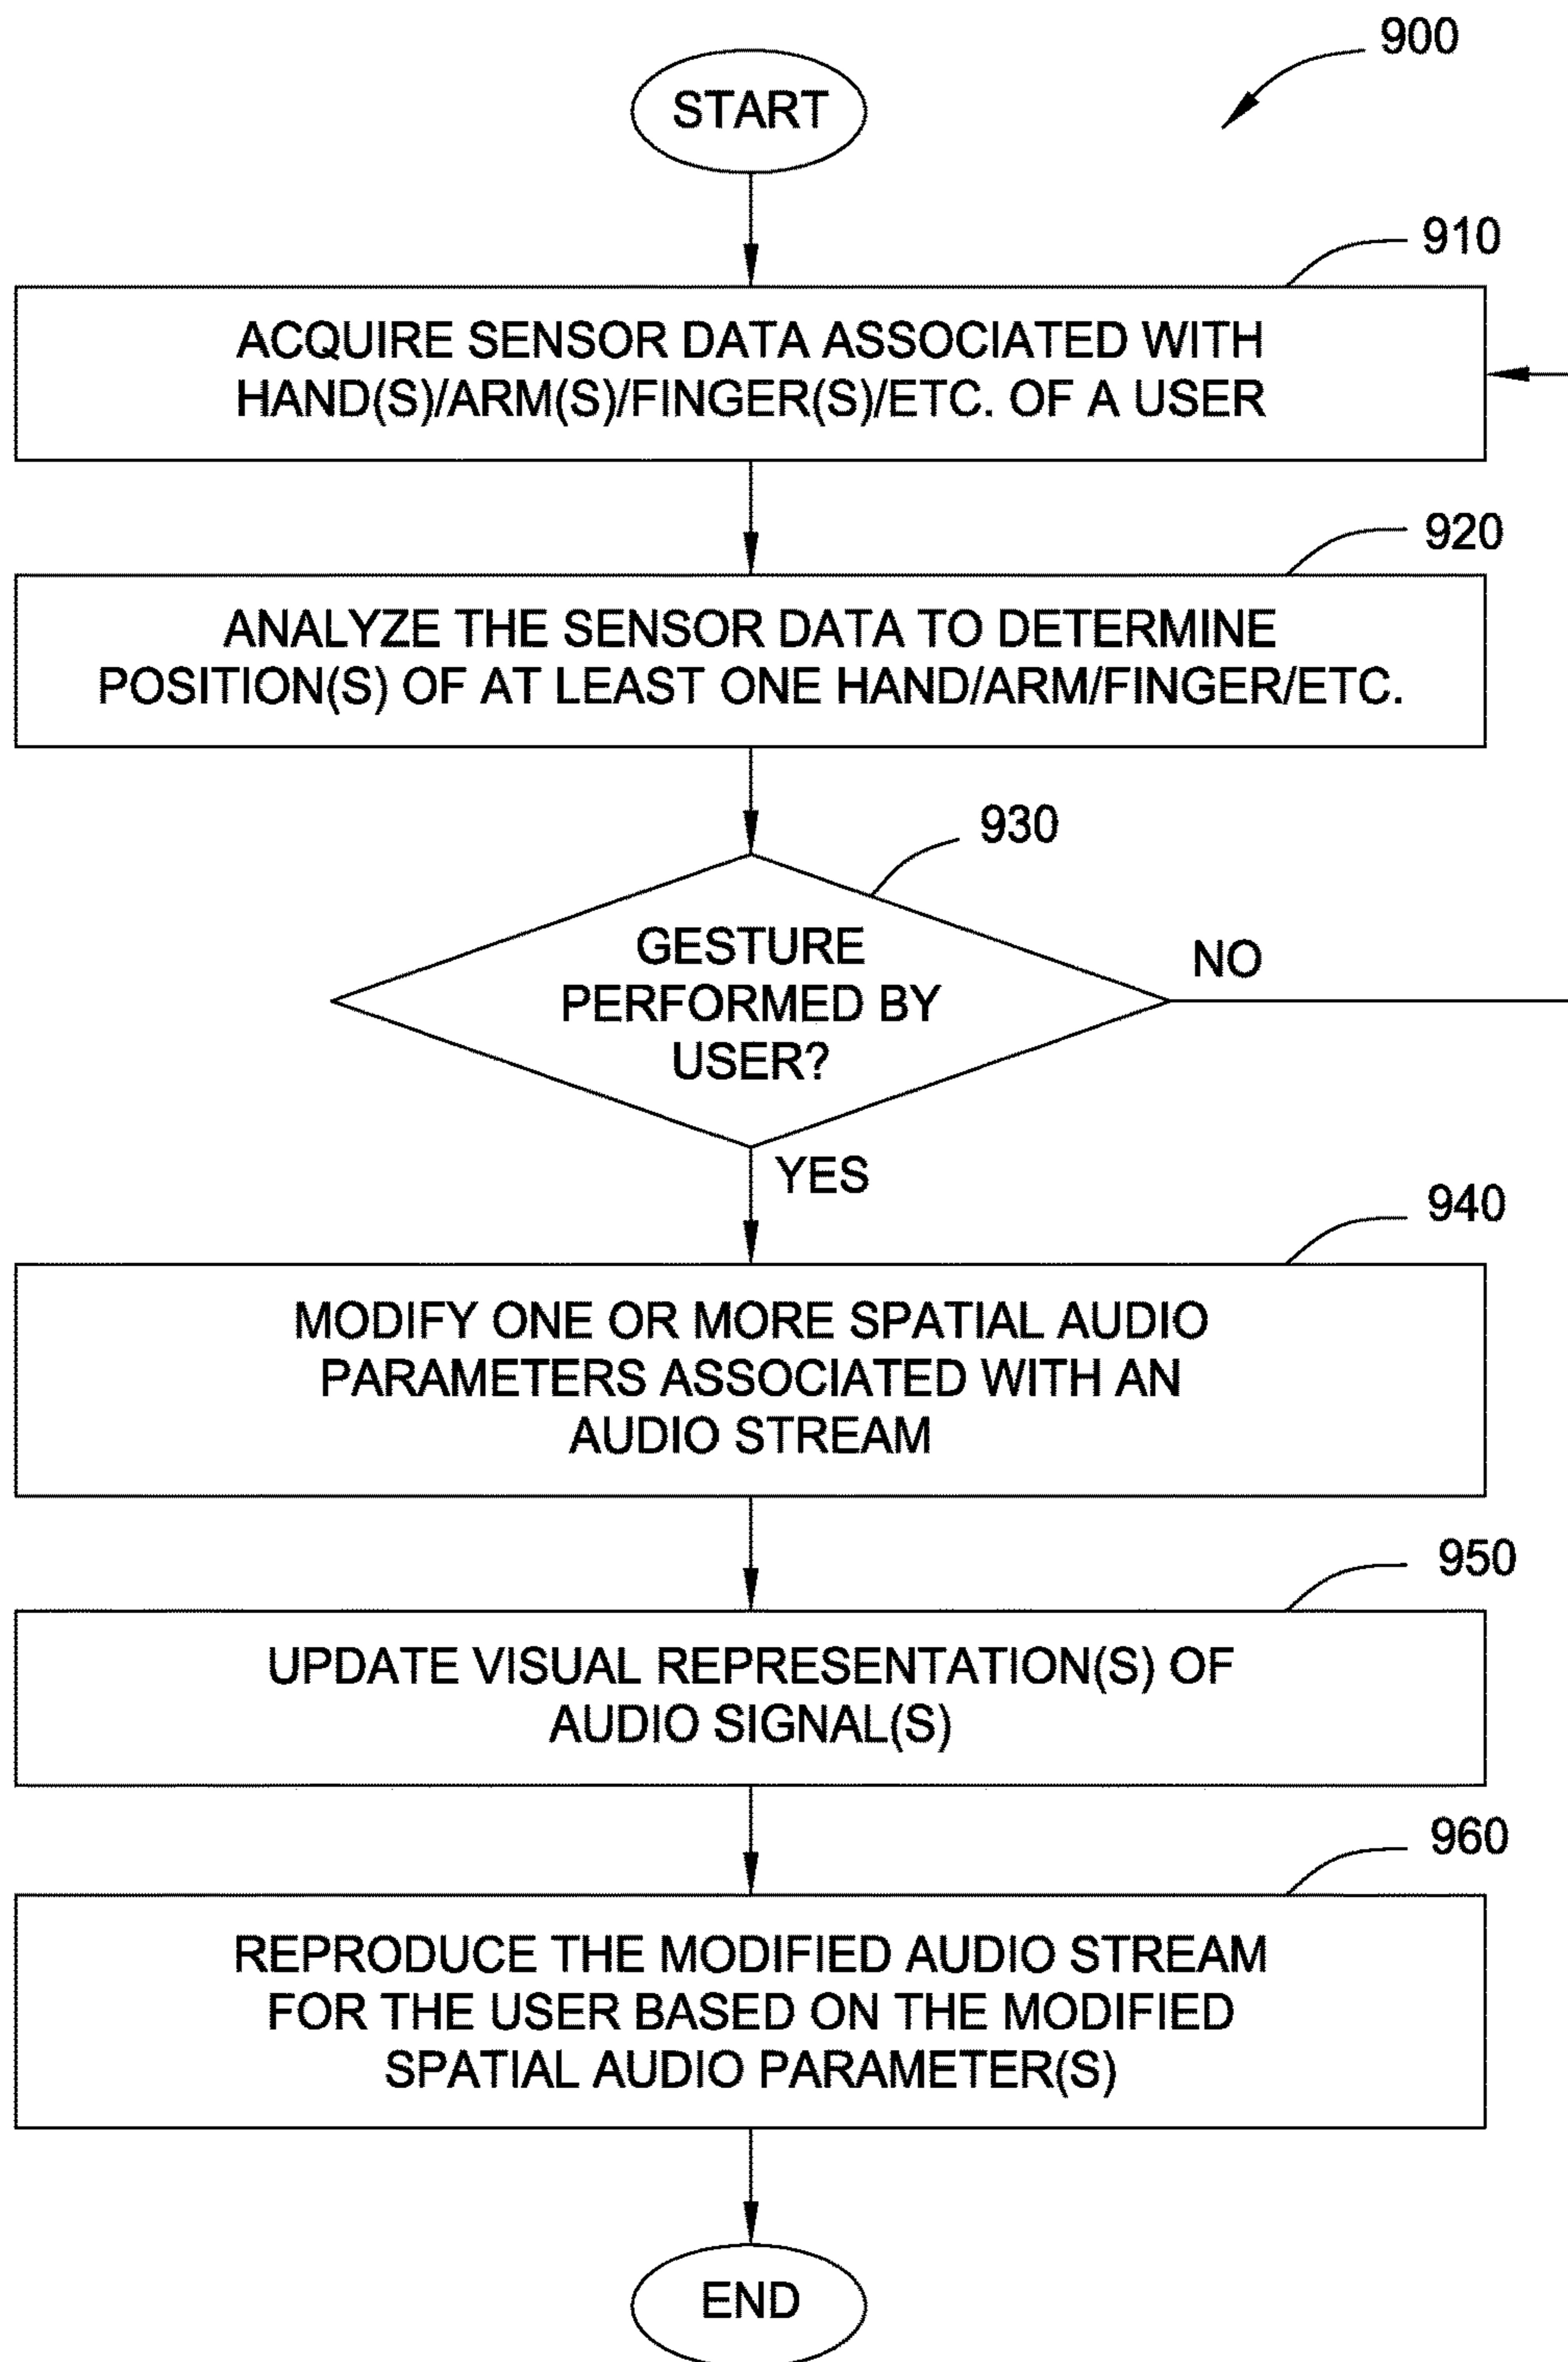 900
START
910
ACQUIRE SENSOR DATA ASSOCIATED WITH
HAND(S)/ARM(S)/FINGER(S)/ETC. OF A USER
920
ANALYZE THE SENSOR DATA TO DETERMINE
POSITION(S) OF AT LEAST ONE HAND/ARM/FINGER/ETC.
930
GESTURE
PERFORMED BY
USER?
NO
YES
940
MODIFY ONE OR MORE SPATIAL AUDIO
PARAMETERS ASSOCIATED WITH AN
AUDIO STREAM
950
UPDATE VISUAL REPRESENTATION(S) OF
AUDIO SIGNAL(S)
960
REPRODUCE THE MODIFIED AUDIO STREAM
FOR THE USER BASED ON THE MODIFIED
SPATIAL AUDIO PARAMETER(S)
END